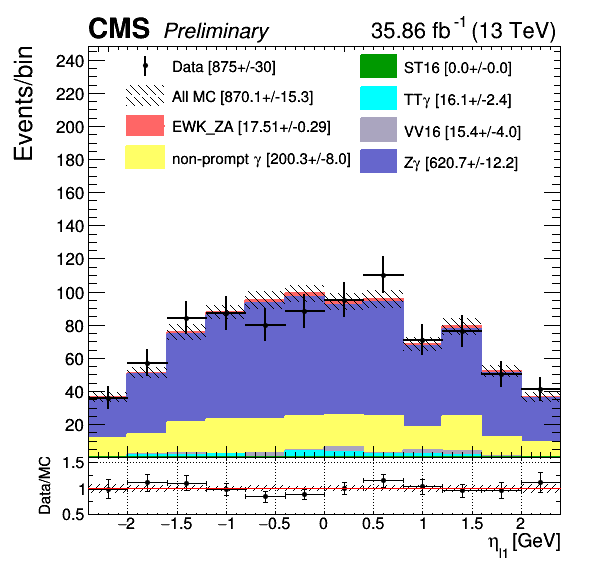 CMS Preliminary 35.86 fb⁻¹ (13 TeV)
Events/bin
240
220
200
180
160
140
120
100
80
60
40
20
Data [875+/-30]
All MC [870.1+/-15.3]
EWK_ZA [17.51+/-0.29]
non-prompt γ [200.3+/-8.0]
ST16 [0.0+/-0.0]
TTγ [16.1+/-2.4]
VV16 [15.4+/-4.0]
Zγ [620.7+/-12.2]
Data/MC
1.5
1
0.5
−2 −1.5 −1 −0.5 0 0.5 1 1.5 2
η_l1 [GeV]